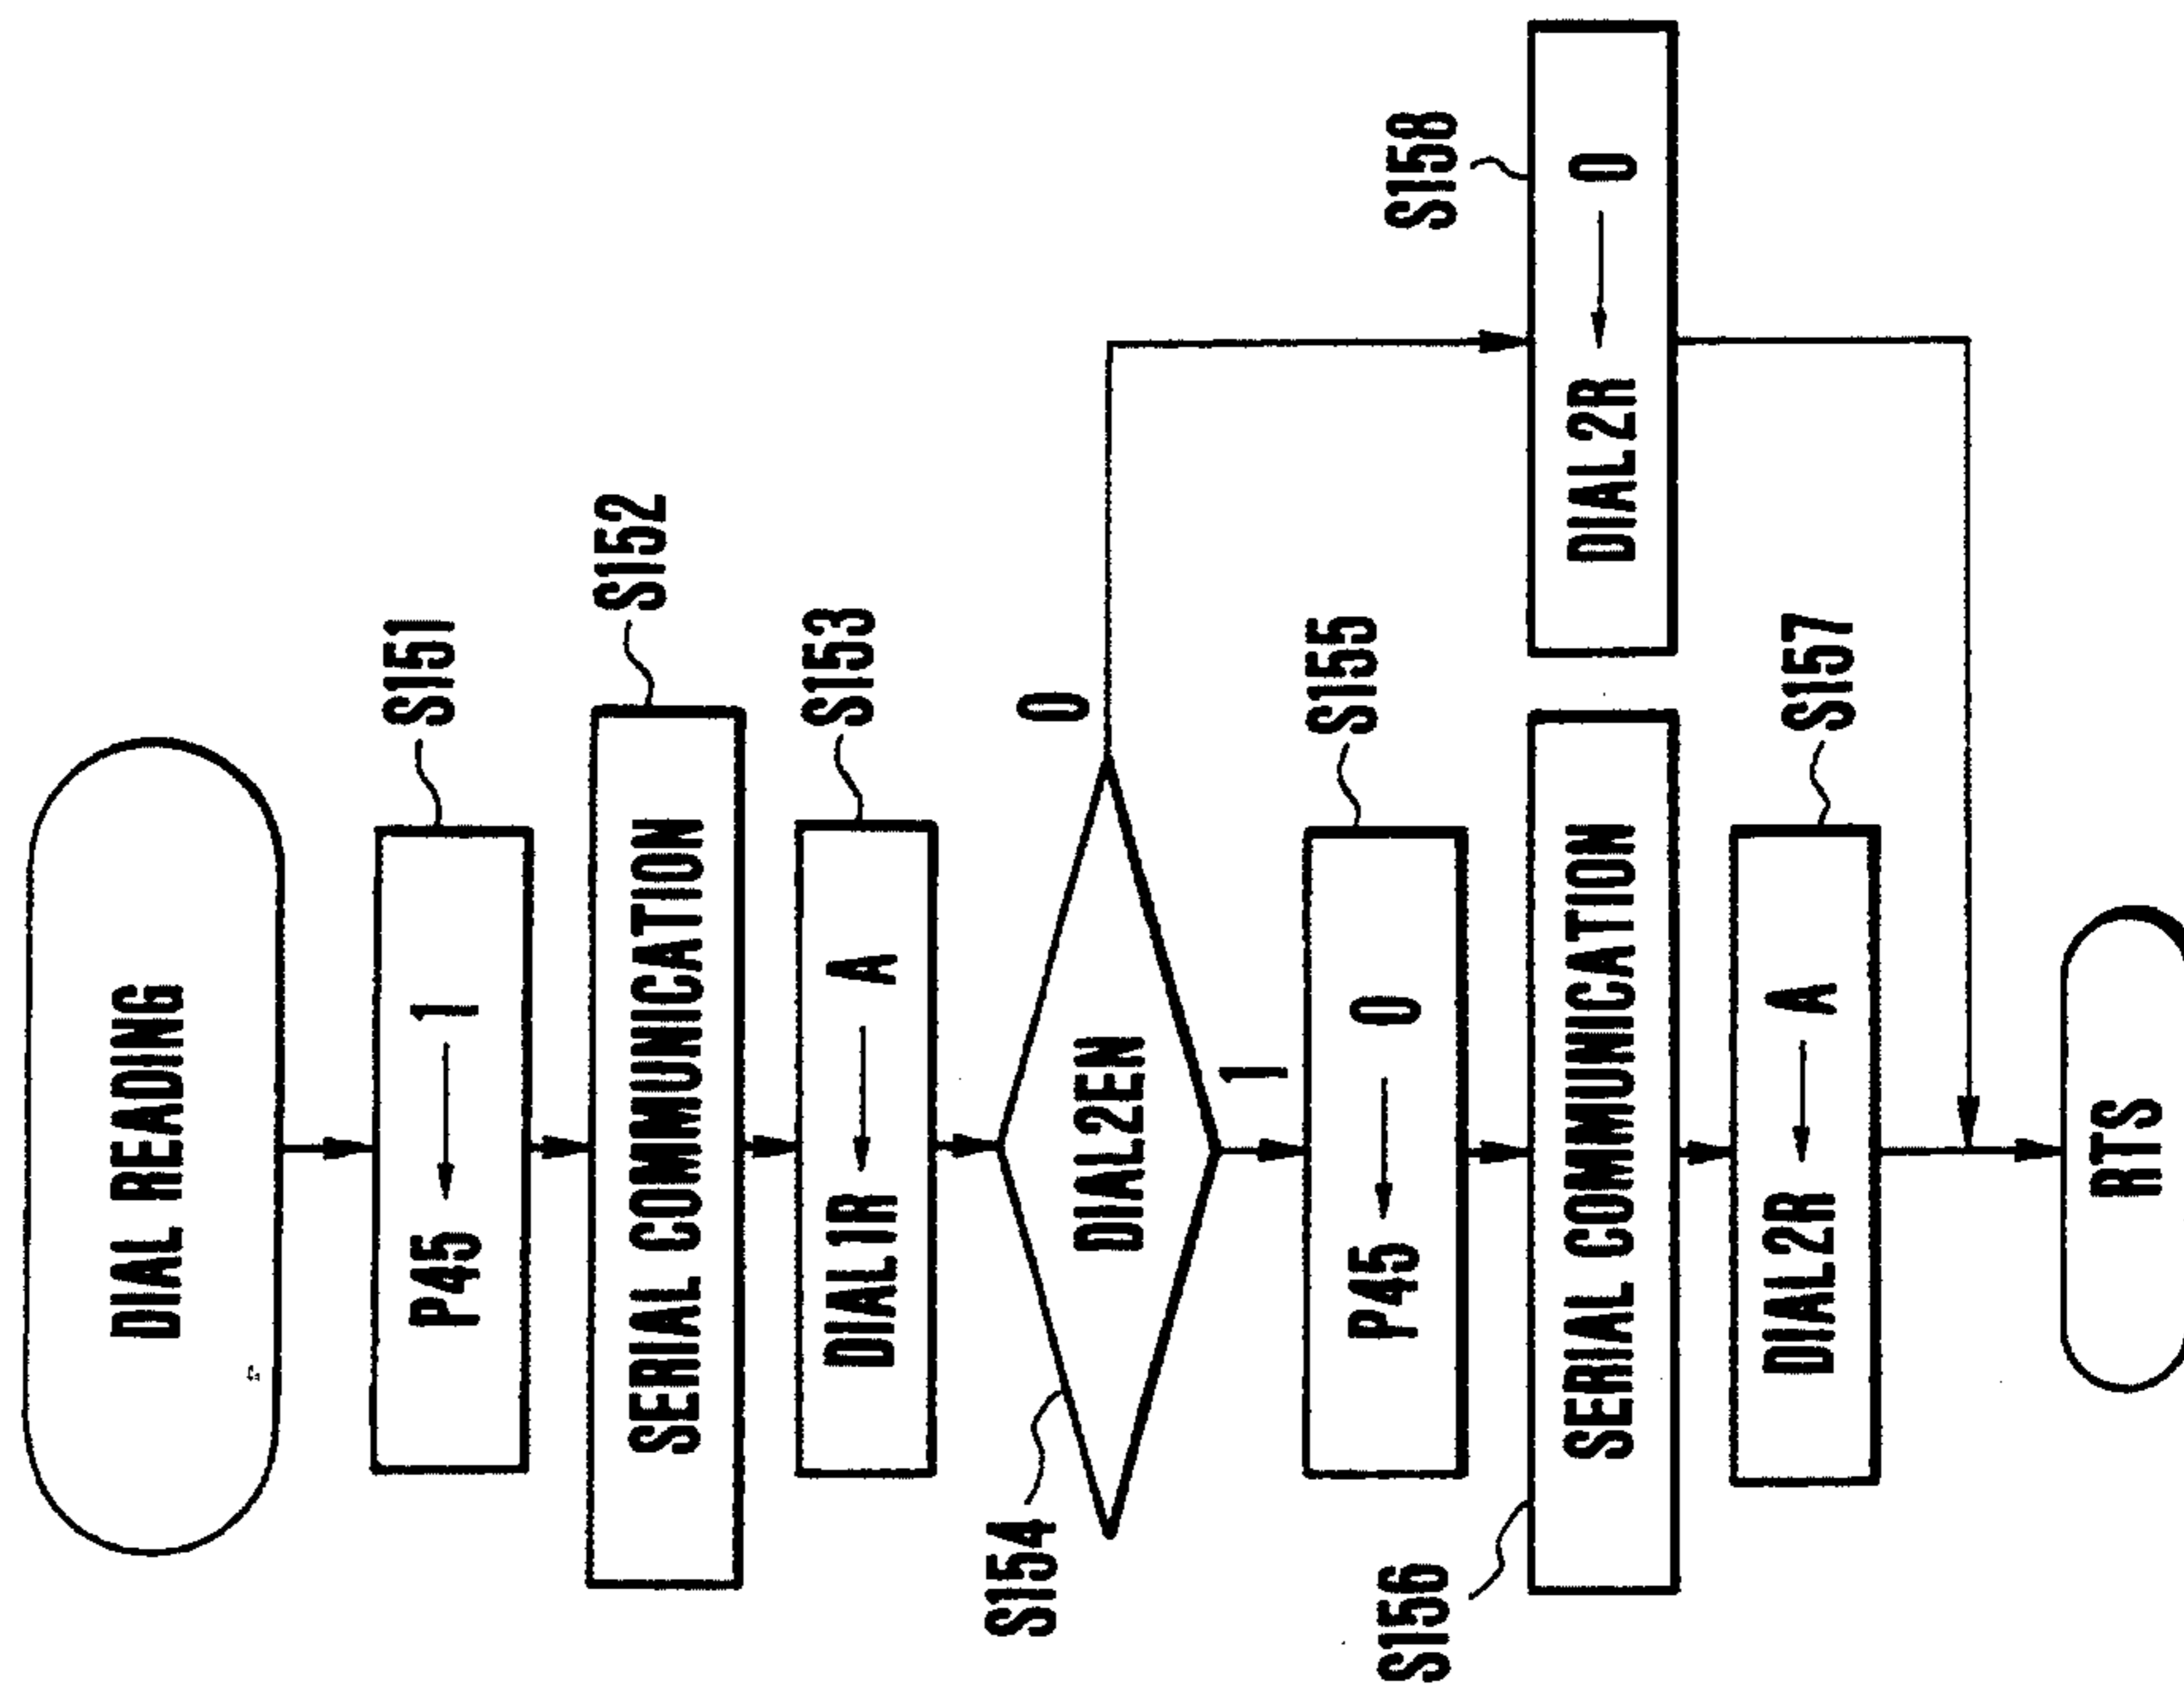 DIAL READING
S151
P45 ← 1
S152
SERIAL COMMUNICATION
S153
DIAL1R ← A
S154
DIAL2EN
0
1
S155
P45 ← 0
S156
SERIAL COMMUNICATION
S158
DIAL2R ← 0
S157
DIAL2R ← A
RTS